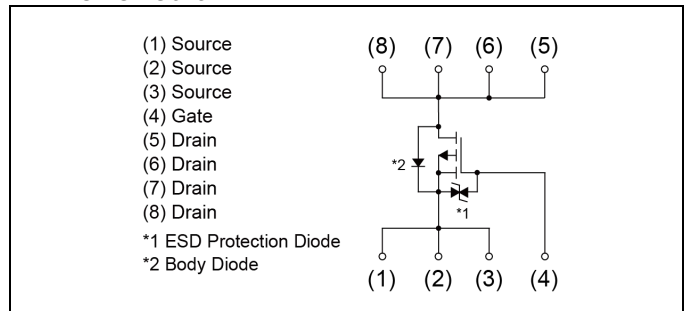 (1) Source
(2) Source
(3) Source
(4) Gate
(5) Drain
(6) Drain
(7) Drain
(8) Drain
*1 ESD Protection Diode
*2 Body Diode
(8) (7) (6) (5)
*2
*1
(1) (2) (3) (4)